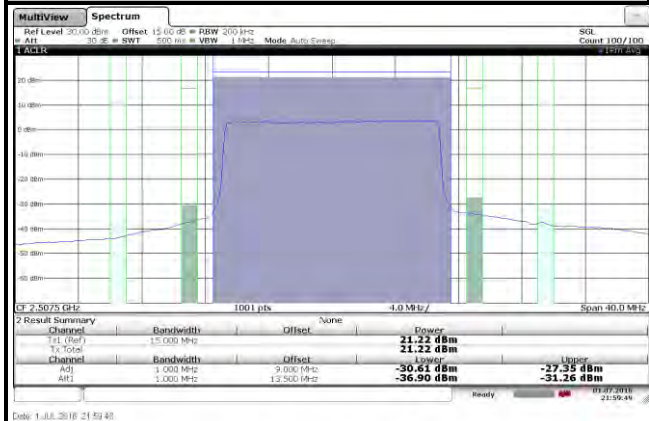 MultiView Spectrum
Ref Level 30.00 dBm Offset 15.00 dB RBW 200 kHz SGL
Att 30 dB SWT 500 ms VBW 1 MHz Mode Auto Sweep Count 100/100
1 ACLR 1Rm Avg
20 dBm
10 dBm
0 dBm
-10 dBm
-20 dBm
-30 dBm
-40 dBm
-50 dBm
-60 dBm
CF 2.5075 GHz 1001 pts 4.0 MHz/ Span 40.0 MHz
2 Result Summary None
Channel Bandwidth Offset Power
Tx1 (Ref) 15.000 MHz 21.22 dBm
Tx Total 21.22 dBm
Channel Bandwidth Offset Lower Upper
Adj 1.000 MHz 9.000 MHz -30.61 dBm -27.35 dBm
Alt1 1.000 MHz 13.500 MHz -36.90 dBm -31.26 dBm
Ready 01.07.2016
21:59:49
Date: 1.JUL.2016 21:59:48